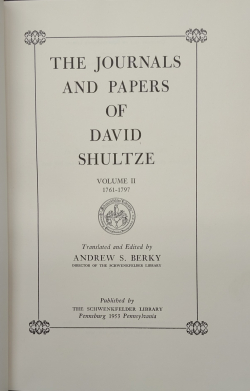 THE JOURNALS
AND PAPERS
OF
DAVID
SHULTZE
VOLUME II
1761-1797
Translated and Edited by
ANDREW S. BERKY
DIRECTOR OF THE SCHWENKFELDER LIBRARY
Published by
THE SCHWENKFELDER LIBRARY
Pennsburg 1953 Pennsylvania